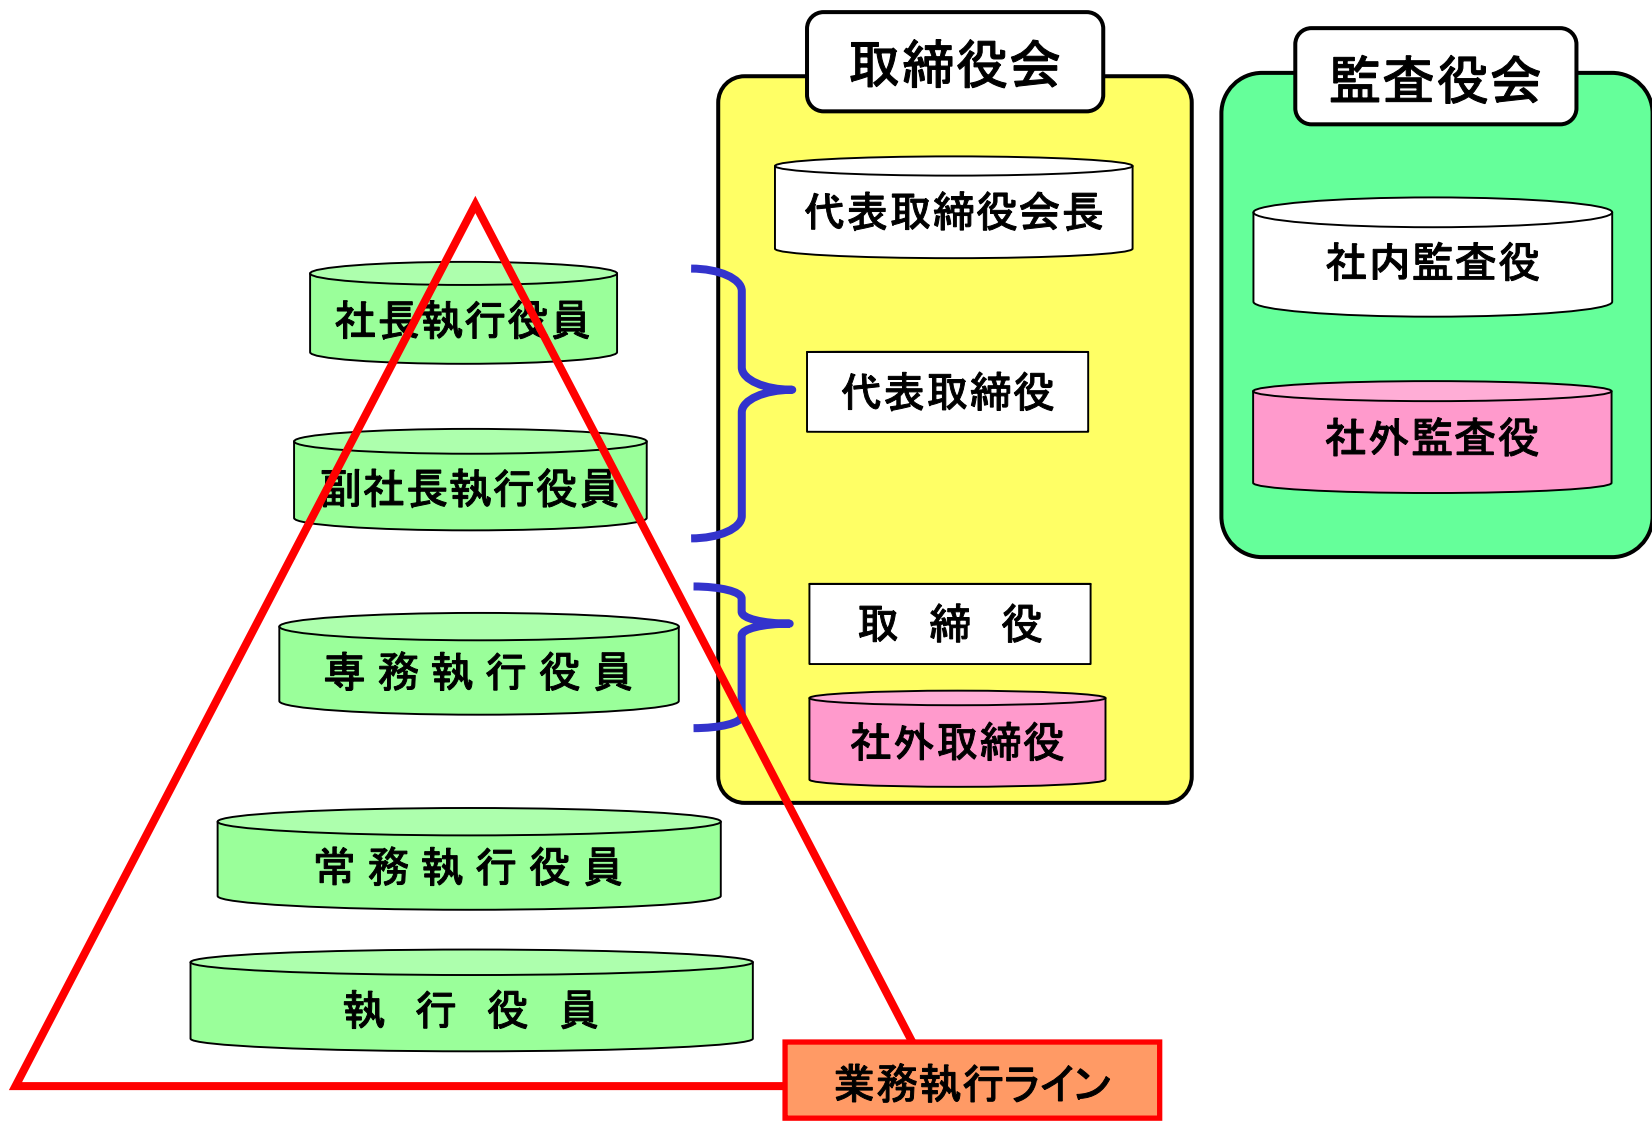 取締役会
代表取締役会長
代表取締役
取 締 役
社外取締役
監査役会
社内監査役
社外監査役
社長執行役員
副社長執行役員
専 務 執 行 役 員
常 務 執 行 役 員
執 行 役 員
業務執行ライン